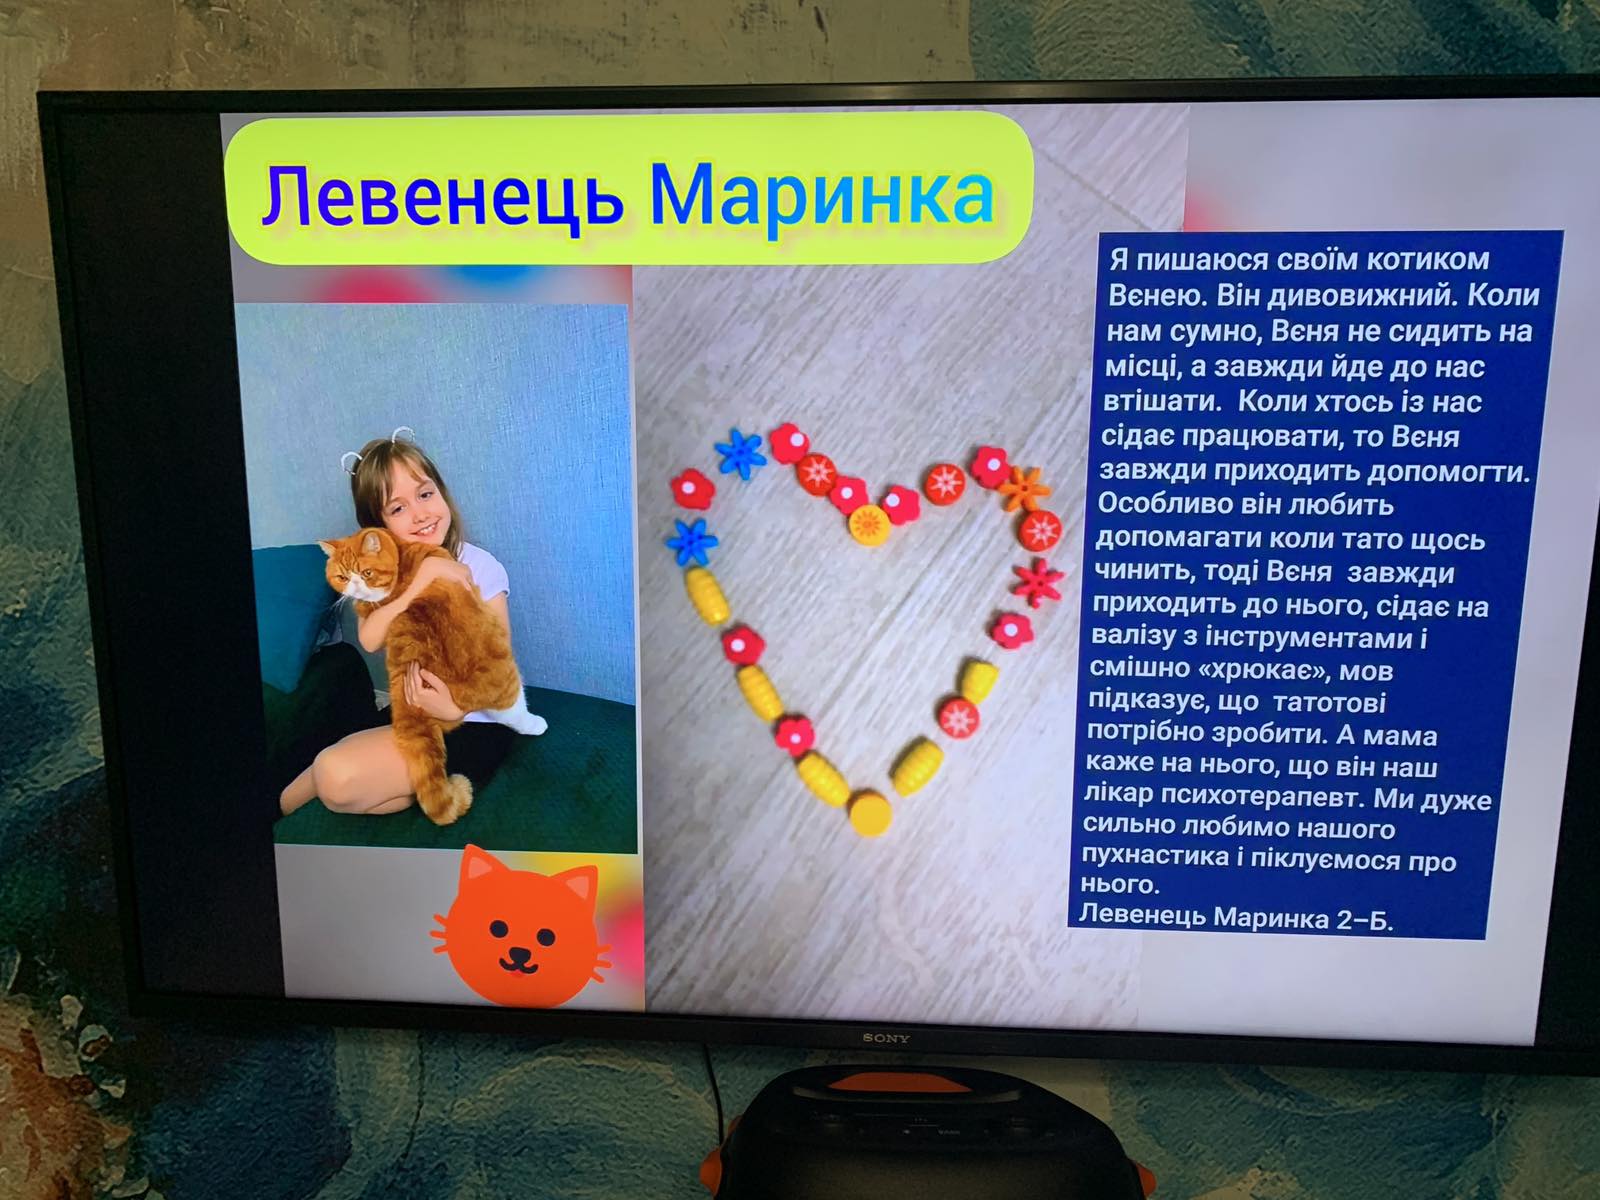 Левенець Маринка
Я пишаюся своїм котиком
Вєнею. Він дивовижний. Коли
нам сумно, Вєня не сидить на
місці, а завжди йде до нас
втішати. Коли хтось із нас
сідає працювати, то Вєня
завжди приходить допомогти.
Особливо він любить
допомагати коли тато щось
чинить, тоді Вєня завжди
приходить до нього, сідає на
валізу з інструментами і
смішно «хрюкає», мов
підказує, що татотові
потрібно зробити. А мама
каже на нього, що він наш
лікар психотерапевт. Ми дуже
сильно любимо нашого
пухнастика і піклуємося про
нього.
Левенець Маринка 2–Б.
SONY